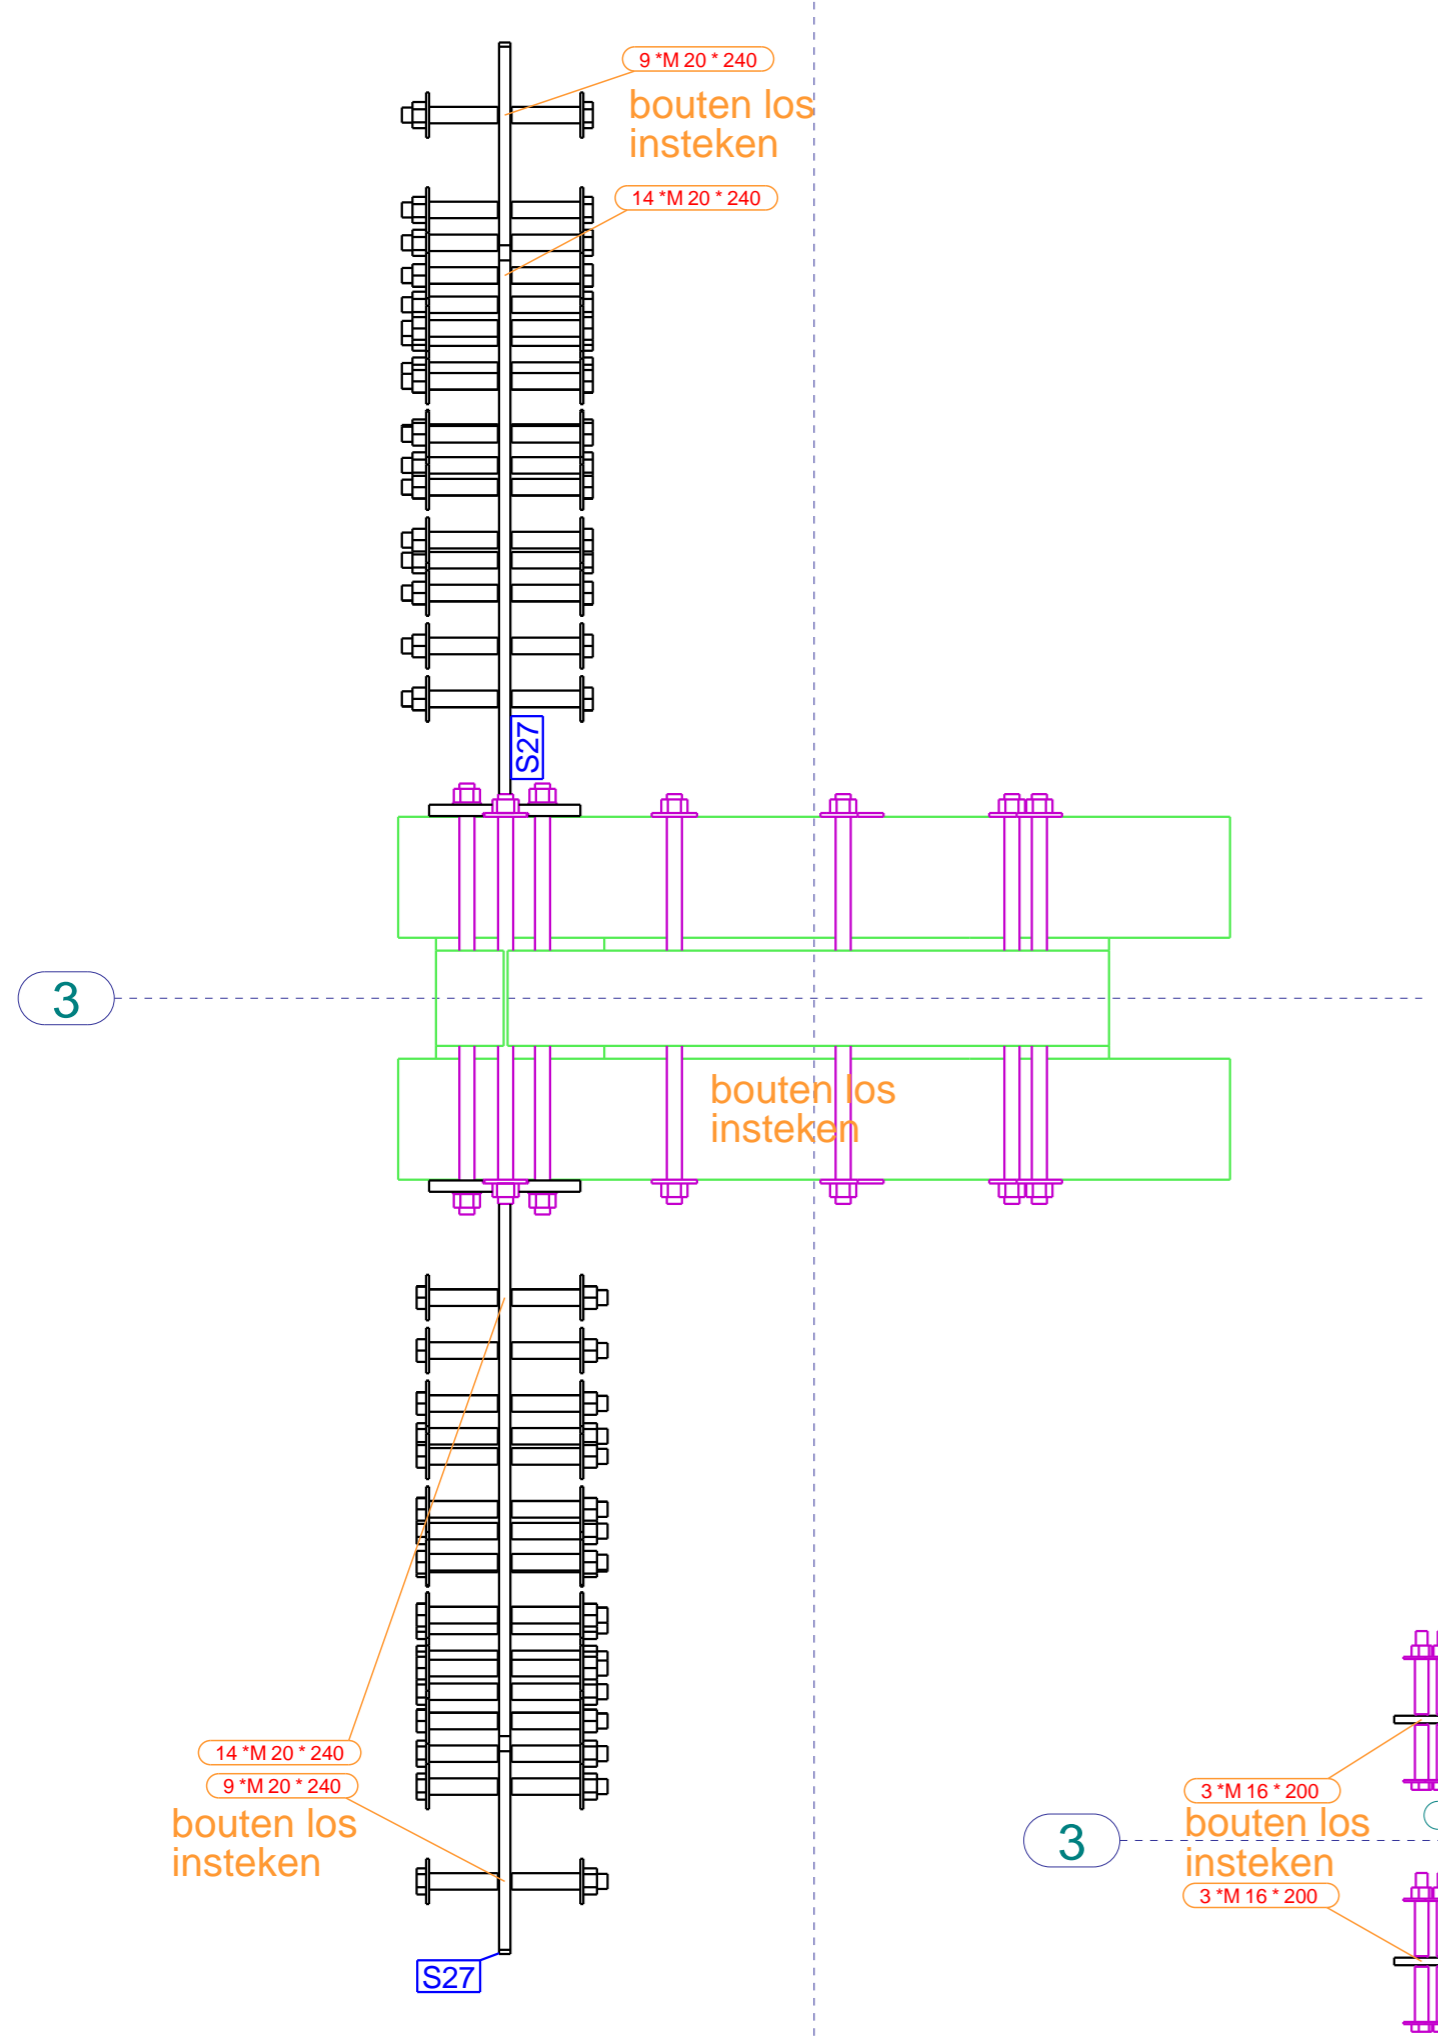 9 *M 20 * 240
bouten los
insteken
14 *M 20 * 240
S27
3
bouten los
insteken
14 *M 20 * 240
9 *M 20 * 240
bouten los
insteken
S27
3 *M 16 * 200
bouten los
insteken
3
3 *M 16 * 200